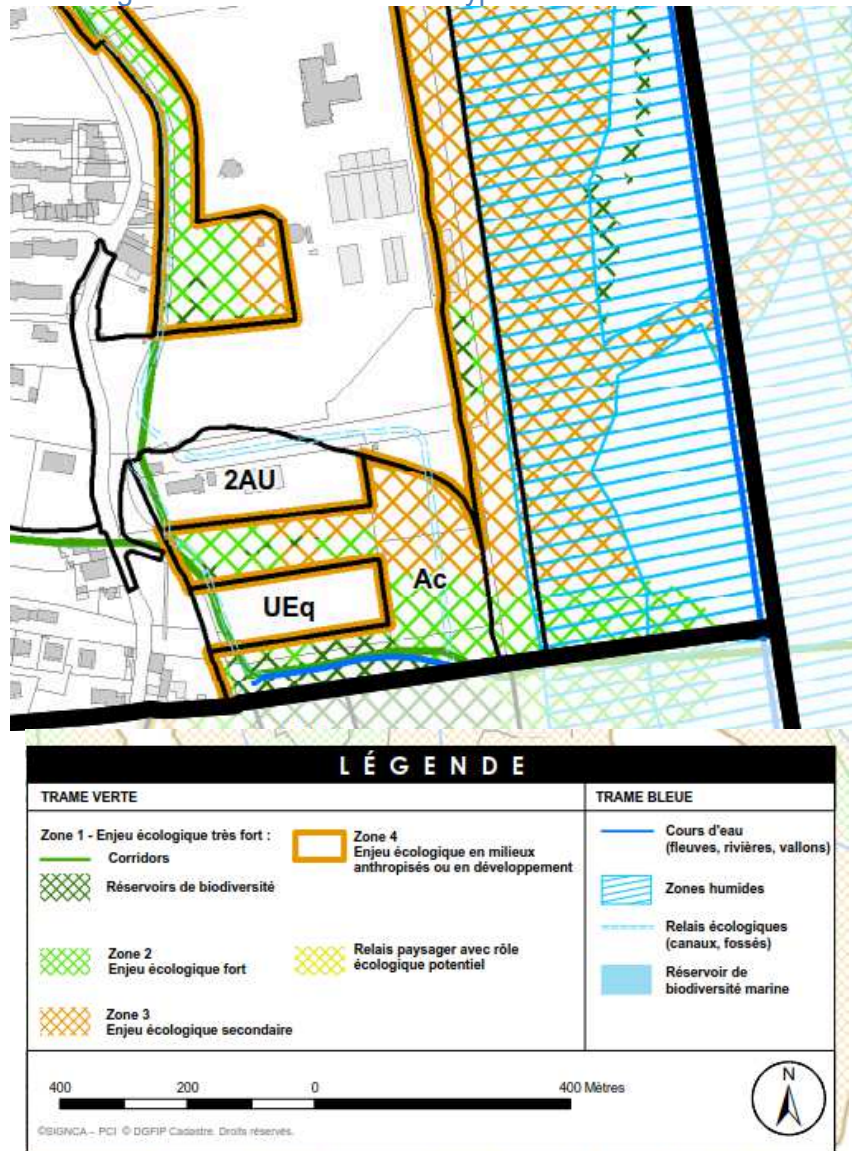 2AU
Ac
UEq
LÉGENDE
TRAME VERTE
Zone 1 - Enjeu écologique très fort :
Corridors
Réservoirs de biodiversité
Zone 2
Enjeu écologique fort
Zone 3
Enjeu écologique secondaire
Zone 4
Enjeu écologique en milieux
anthropisés ou en développement
Relais paysager avec rôle
écologique potentiel
TRAME BLEUE
Cours d'eau
(fleuves, rivières, vallons)
Zones humides
Relais écologiques
(canaux, fossés)
Réservoir de
biodiversité marine
400 200 0 400 Mètres
N
©SIGNCA – PCI © DGFIP Cadastre. Droits réservés.